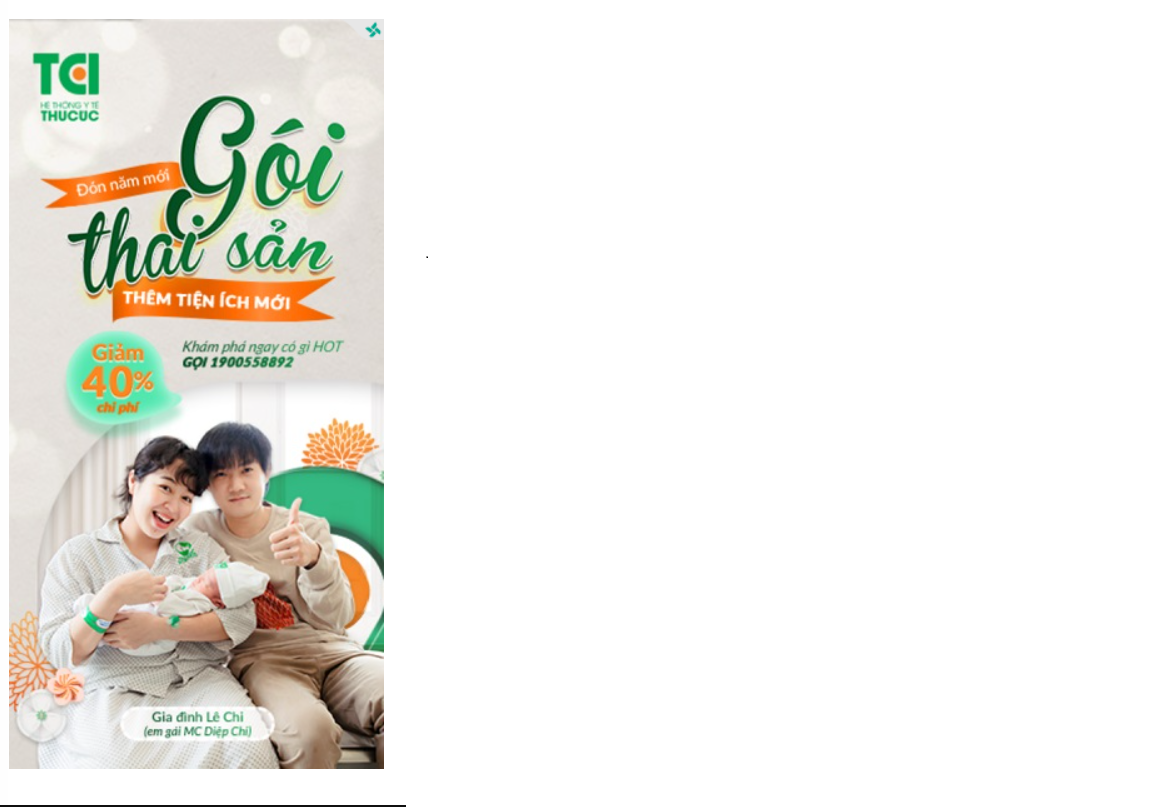 TCI
HỆ THỐNG Y TẾ
THUCUC
Đón năm mới
Gói
thai sản
THÊM TIỆN ÍCH MỚI
Giảm
40%
chi phí
Khám phá ngay có gì HOT
GỌI 1900558892
Gia đình Lê Chi
(em gái MC Diệp Chi)